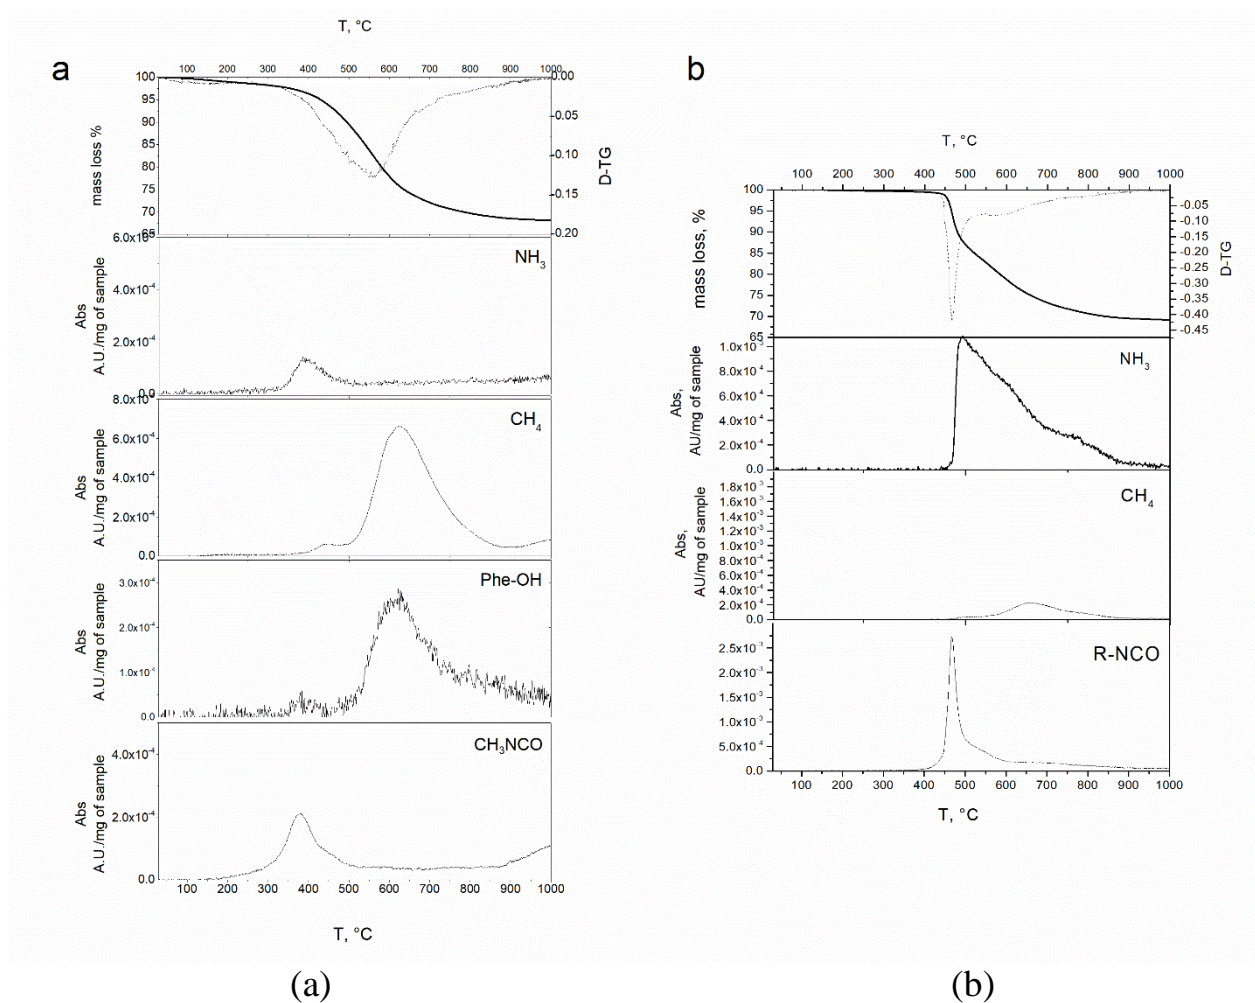 T, °C
a
100 200 300 400 500 600 700 800 900 1000
100
95
90
85
80
75
70
65
mass loss %
0.00
-0.05
-0.10
-0.15
-0.20
D-TG
6.0x10
4.0x10⁻⁴
2.0x10⁻⁴
0.0
Abs
A.U./mg of sample
NH₃
8.0x10
6.0x10⁻⁴
4.0x10⁻⁴
2.0x10⁻⁴
0.0
Abs
A.U./mg of sample
CH₄
3.0x10⁻⁴
2.0x10⁻⁴
1.0x10⁻⁴
0.0
Abs
A.U./mg of sample
Phe-OH
4.0x10⁻⁴
2.0x10⁻⁴
0.0
Abs
A.U./mg of sample
CH₃NCO
100 200 300 400 500 600 700 800 900 1000
T, °C
(a)
b
T, °C
100 200 300 400 500 600 700 800 900 1000
100
95
90
85
80
75
70
65
mass loss, %
-0.05
-0.10
-0.15
-0.20
-0.25
-0.30
-0.35
-0.40
-0.45
D-TG
1.0x10⁻³
8.0x10⁻⁴
6.0x10⁻⁴
4.0x10⁻⁴
2.0x10⁻⁴
0.0
Abs,
AU/mg of sample
NH₃
1.8x10⁻³
1.6x10⁻³
1.4x10⁻³
1.2x10⁻³
1.0x10⁻³
8.0x10⁻⁴
6.0x10⁻⁴
4.0x10⁻⁴
2.0x10⁻⁴
0.0
Abs,
AU/mg of sample
CH₄
2.5x10⁻³
2.0x10⁻³
1.5x10⁻³
1.0x10⁻³
5.0x10⁻⁴
0.0
R-NCO
100 200 300 400 500 600 700 800 900 1000
T, °C
(b)